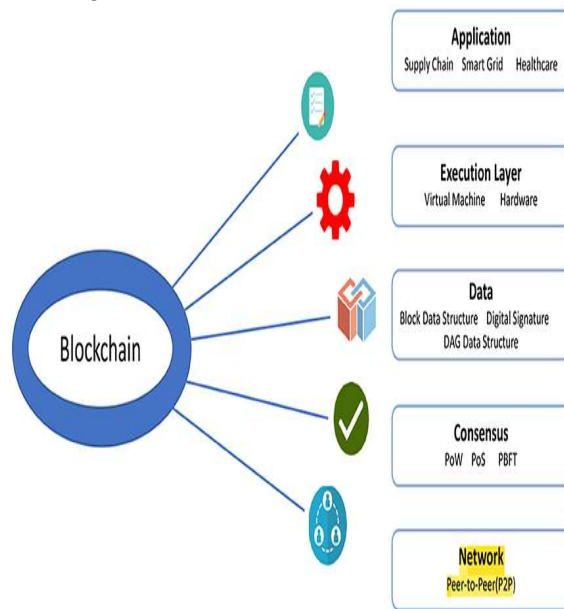 Application
Supply Chain Smart Grid Healthcare
Execution Layer
Virtual Machine Hardware
Blockchain
Data
Block Data Structure Digital Signature
DAG Data Structure
Consensus
PoW PoS PBFT
Network
Peer-to-Peer(P2P)